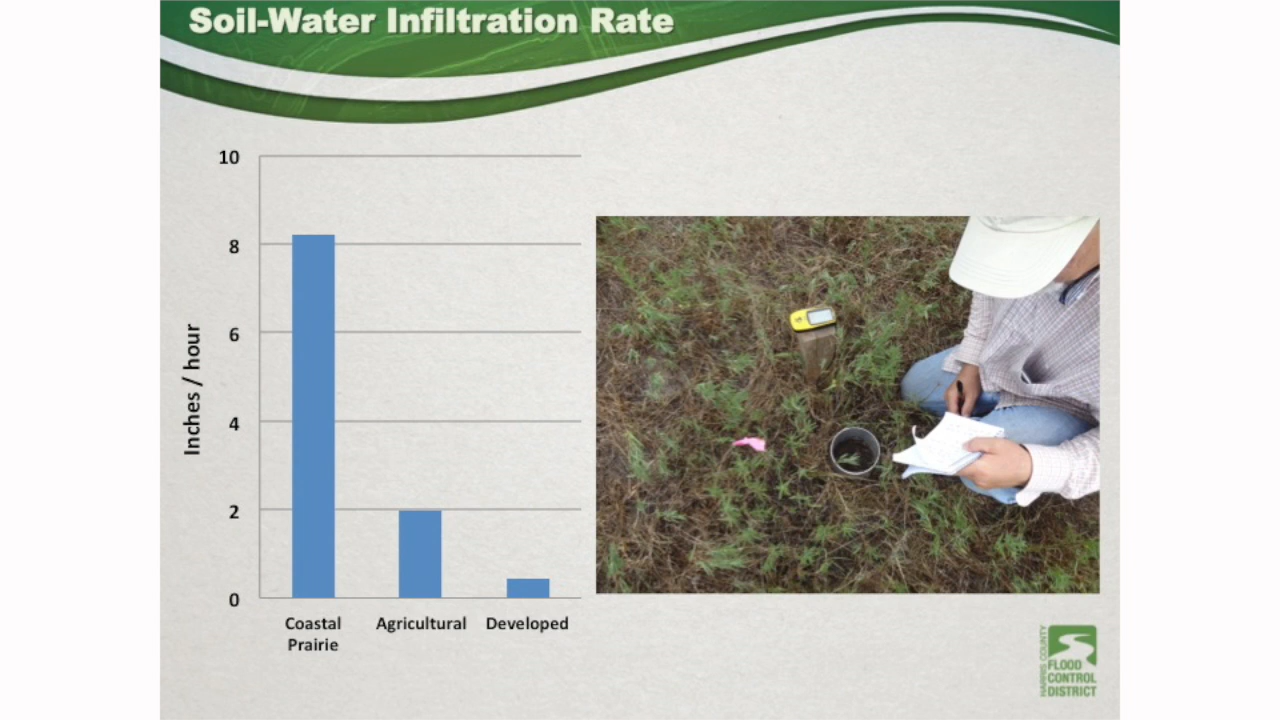 Soil-Water Infiltration Rate
10
8
6
4
2
0
Inches / hour
Coastal
Prairie
Agricultural
Developed
HARRIS COUNTY
FLOOD
CONTROL
DISTRICT